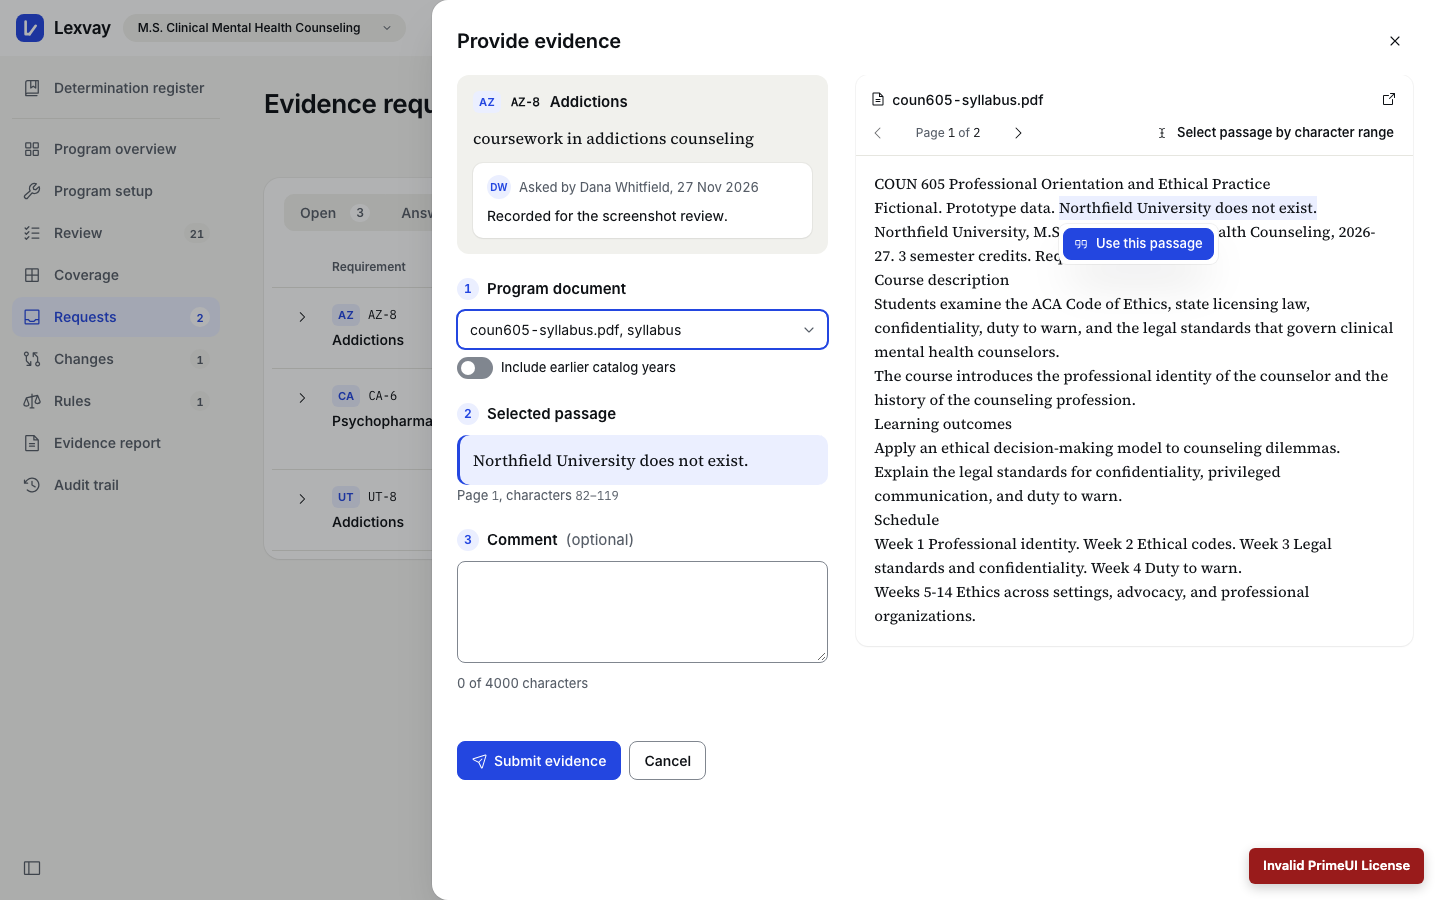 Lexvay
M.S. Clinical Mental Health Counseling
Determination register
Program overview
Program setup
Review 21
Coverage
Requests 2
Changes 1
Rules 1
Evidence report
Audit trail
Evidence requ
Open 3 Answ
Requirement
AZ AZ-8
Addictions
CA CA-6
Psychopharma
UT UT-8
Addictions
Provide evidence
AZ AZ-8 Addictions
coursework in addictions counseling
DW Asked by Dana Whitfield, 27 Nov 2026
Recorded for the screenshot review.
1 Program document
coun605-syllabus.pdf, syllabus
Include earlier catalog years
2 Selected passage
Northfield University does not exist.
Page 1, characters 82–119
3 Comment (optional)
0 of 4000 characters
Submit evidence
Cancel
coun605-syllabus.pdf
Page 1 of 2
Select passage by character range
COUN 605 Professional Orientation and Ethical Practice
Fictional. Prototype data. Northfield University does not exist.
Northfield University, M.S alth Counseling, 2026-
27. 3 semester credits. Req
Use this passage
Course description
Students examine the ACA Code of Ethics, state licensing law,
confidentiality, duty to warn, and the legal standards that govern clinical
mental health counselors.
The course introduces the professional identity of the counselor and the
history of the counseling profession.
Learning outcomes
Apply an ethical decision-making model to counseling dilemmas.
Explain the legal standards for confidentiality, privileged
communication, and duty to warn.
Schedule
Week 1 Professional identity. Week 2 Ethical codes. Week 3 Legal
standards and confidentiality. Week 4 Duty to warn.
Weeks 5-14 Ethics across settings, advocacy, and professional
organizations.
Invalid PrimeUI License